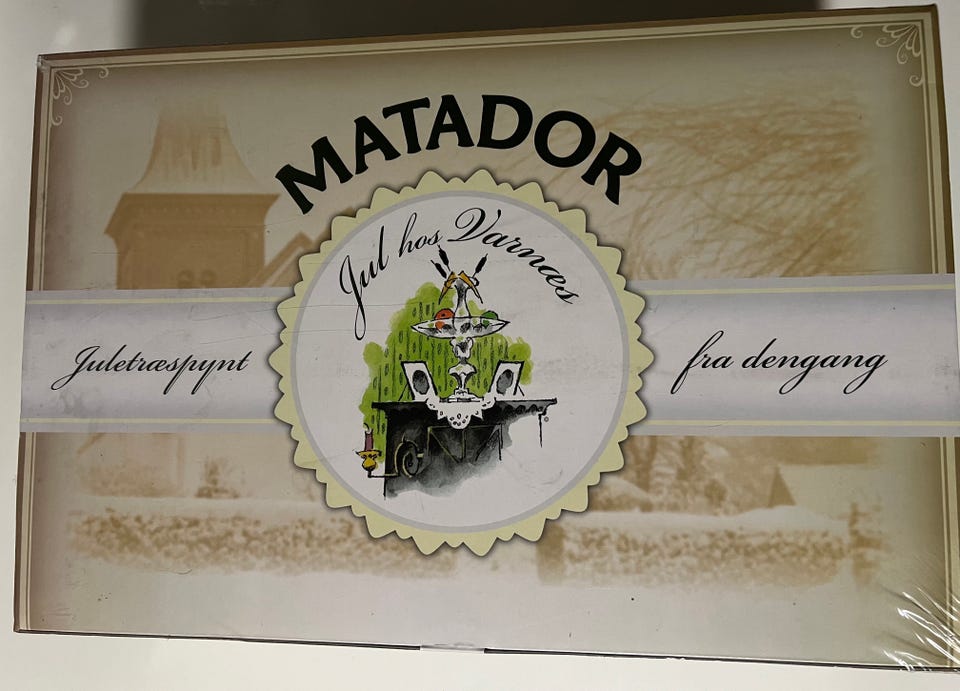 MATADOR
Jul hos Varnæs
Juletræspynt
fra dengang